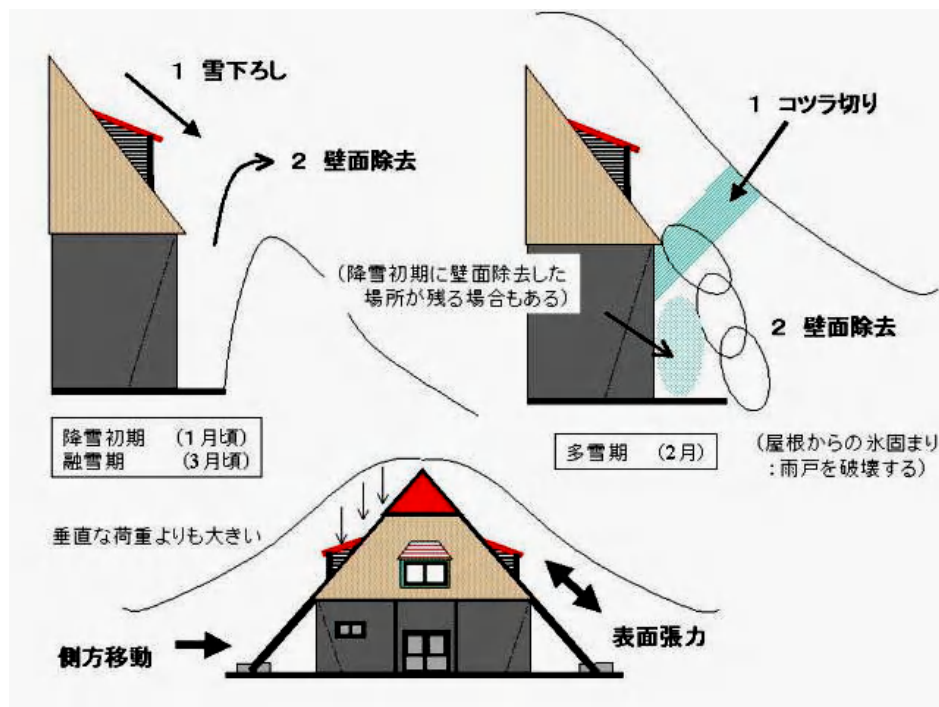 1 雪下ろし
2 壁面除去
降雪初期 (1月頃)
融雪期 (3月頃)
1 コツラ切り
(降雪初期に壁面除去した
場所が残る場合もある)
2 壁面除去
多雪期 (2月)
(屋根からの氷固まり
:雨戸を破壊する)
垂直な荷重よりも大きい
側方移動
表面張力